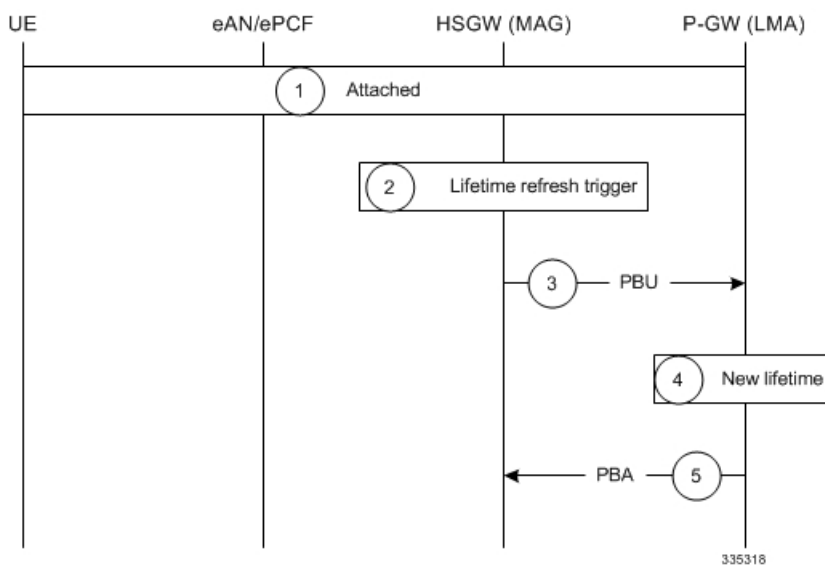 UE eAN/ePCF HSGW (MAG) P-GW (LMA)
1 Attached
2 Lifetime refresh trigger
3 PBU
4 New lifetime
PBA 5
335318